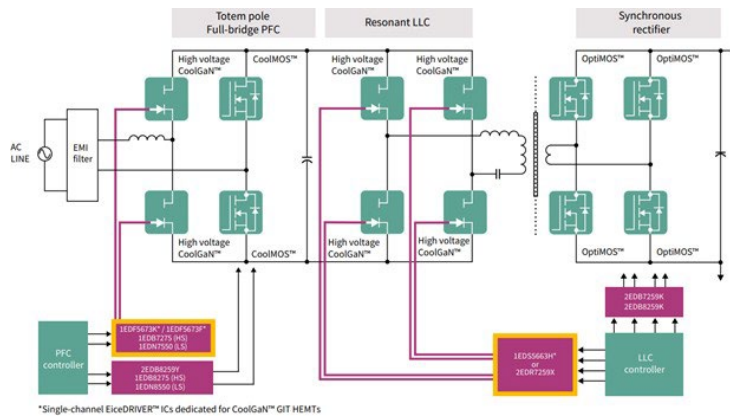 Totem pole
Full-bridge PFC
Resonant LLC
Synchronous
rectifier
High voltage
CoolGaN™
CoolMOS™
High voltage
CoolGaN™
High voltage
CoolGaN™
OptiMOS™
OptiMOS™
AC
LINE
EMI
filter
High voltage
CoolGaN™
CoolMOS™
High voltage
CoolGaN™
High voltage
CoolGaN™
OptiMOS™
OptiMOS™
2EDB7259K
2EDB8259K
PFC
controller
1EDF5673K* / 1EDF5673F*
1EDB7275 (HS)
1EDN7550 (LS)
2EDB8259Y
1EDB8275 (HS)
1EDN8550 (LS)
1EDS5663H*
or
2EDR7259X
LLC
controller
*Single-channel EiceDRIVER™ ICs dedicated for CoolGaN™ GIT HEMTs